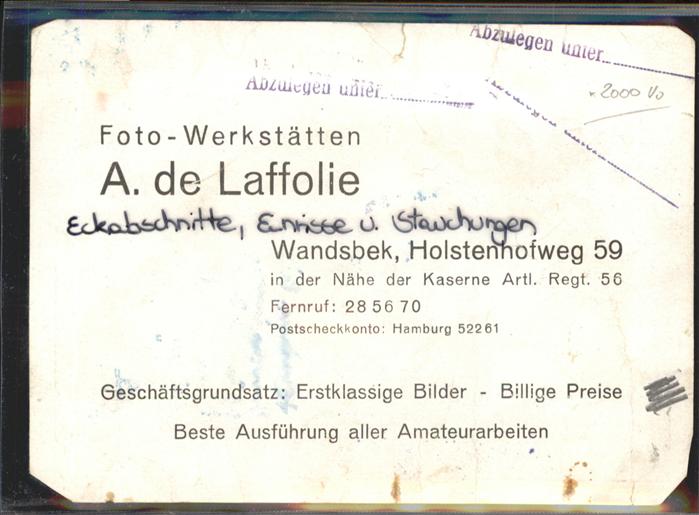 Abzulegen unter
Abzulegen unter
2000
Foto-Werkstätten
A. de Laffolie
Eckabschnitte, Einrisse u. Stauchungen
Wandsbek, Holstenhofweg 59
in der Nähe der Kaserne Artl. Regt. 56
Fernruf: 28 56 70
Postscheckkonto: Hamburg 52261
Geschäftsgrundsatz: Erstklassige Bilder - Billige Preise
Beste Ausführung aller Amateurarbeiten